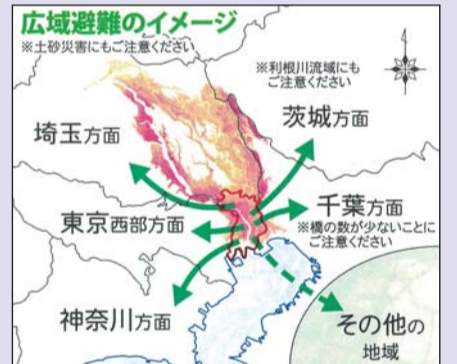 広域避難のイメージ
※土砂災害にもご注意ください
※利根川流域にも
ご注意ください
茨城方面
埼玉方面
千葉方面
※橋の数が少ないことに
ご注意ください
東京西部方面
神奈川方面
その他の
地域